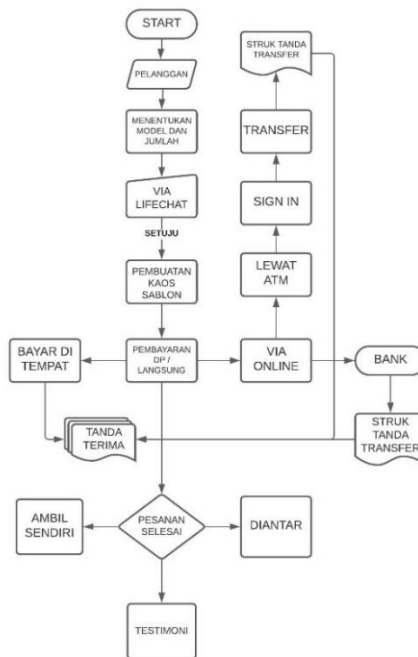 START
STRUK TANDA
TRANSFER
PELANGGAN
MENENTUKAN
MODEL DAN
JUMLAH
TRANSFER
VIA
LIFECHAT
SIGN IN
SETUJU
PEMBUATAN
KAOS
SABLON
LEWAT
ATM
BAYAR DI
TEMPAT
PEMBAYARAN
DP /
LANGSUNG
VIA
ONLINE
BANK
TANDA
TERIMA
STRUK
TANDA
TRANSFER
AMBIL
SENDIRI
PESANAN
SELESAI
DIANTAR
TESTIMONI